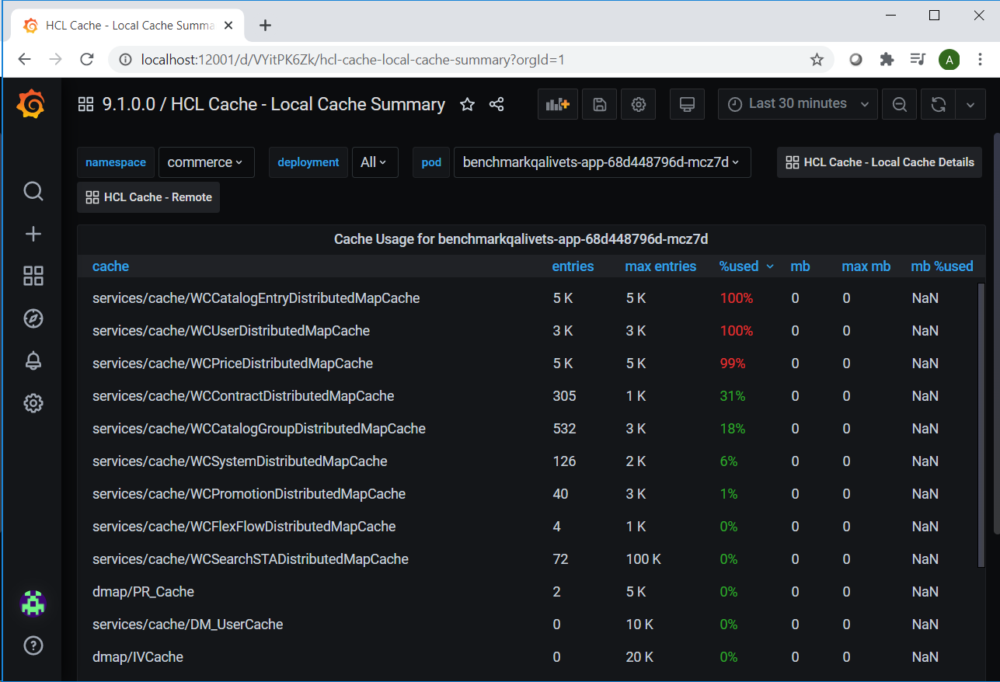 HCL Cache - Local Cache Summa
localhost:12001/d/VYitPK6Zk/hcl-cache-local-cache-summary?orgId=1
A
9.1.0.0 / HCL Cache - Local Cache Summary
Last 30 minutes
namespace commerce deployment All pod benchmarkqalivets-app-68d448796d-mcz7d HCL Cache - Local Cache Details
HCL Cache - Remote
Cache Usage for benchmarkqalivets-app-68d448796d-mcz7d
cache entries max entries %used mb max mb mb %used
services/cache/WCCatalogEntryDistributedMapCache 5 K 5 K 100% 0 0 NaN
services/cache/WCUserDistributedMapCache 3 K 3 K 100% 0 0 NaN
services/cache/WCPriceDistributedMapCache 5 K 5 K 99% 0 0 NaN
services/cache/WCContractDistributedMapCache 305 1 K 31% 0 0 NaN
services/cache/WCCatalogGroupDistributedMapCache 532 3 K 18% 0 0 NaN
services/cache/WCSystemDistributedMapCache 126 2 K 6% 0 0 NaN
services/cache/WCPromotionDistributedMapCache 40 3 K 1% 0 0 NaN
services/cache/WCFlexFlowDistributedMapCache 4 1 K 0% 0 0 NaN
services/cache/WCSearchSTADistributedMapCache 72 100 K 0% 0 0 NaN
dmap/PR_Cache 2 5 K 0% 0 0 NaN
services/cache/DM_UserCache 0 10 K 0% 0 0 NaN
dmap/IVCache 0 20 K 0% 0 0 NaN